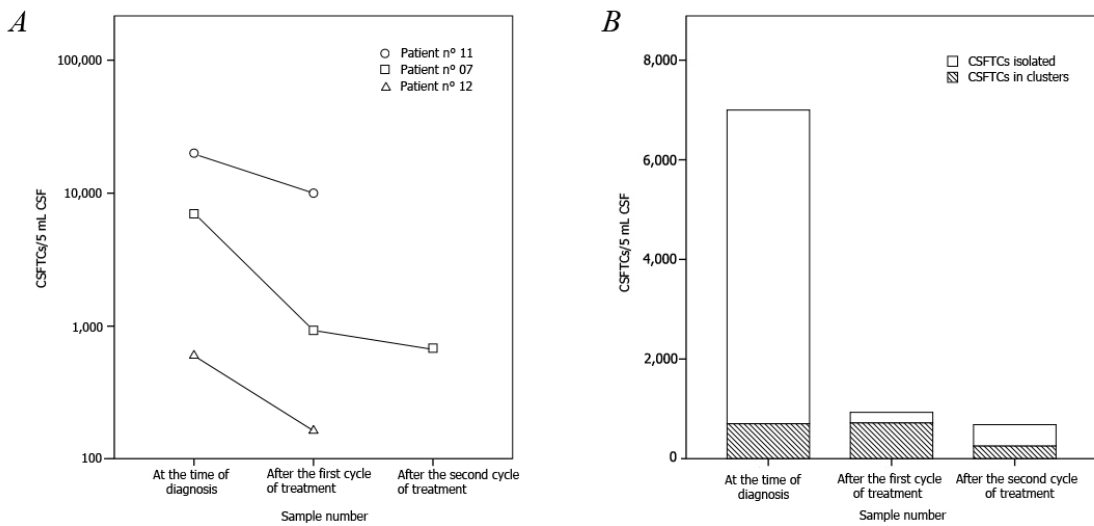 A
Patient nº 11
Patient nº 07
Patient nº 12
100,000
10,000
1,000
100
CSFTCs/5 mL CSF
At the time of
diagnosis
After the first cycle
of treatment
After the second cycle
of treatment
Sample number
B
CSFTCs isolated
CSFTCs in clusters
8,000
6,000
4,000
2,000
0
CSFTCs/5 mL CSF
At the time of
diagnosis
After the first cycle
of treatment
After the second cycle
of treatment
Sample number